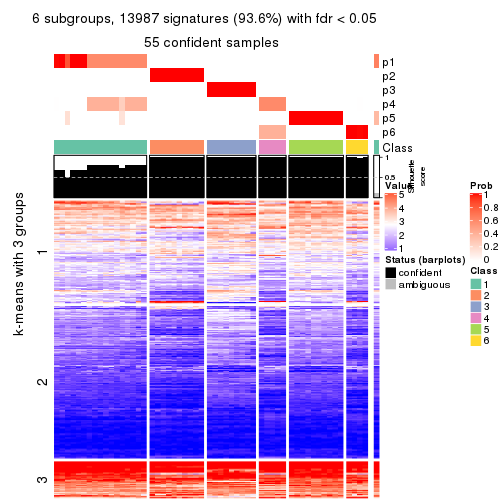 6 subgroups, 13987 signatures (93.6%) with fdr < 0.05
55 confident samples
p1
p2
p3
p4
p5
p6
Class
1
0.5
Silhouette
score
k-means with 3 groups
1
2
3
Value
5
4
3
2
1
Status (barplots)
confident
ambiguous
Prob
1
0.8
0.6
0.4
0.2
0
Class
1
2
3
4
5
6